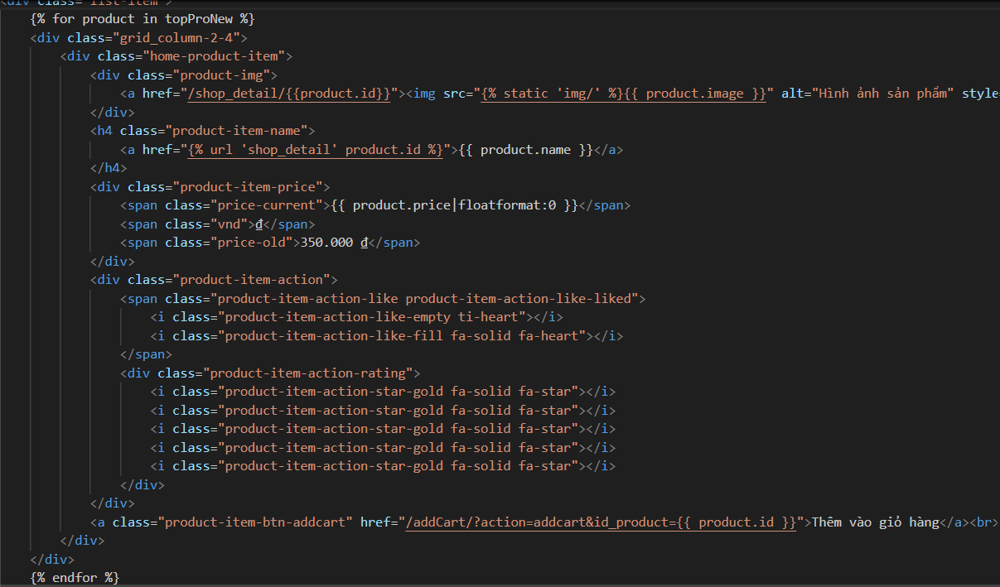 <div class="list-item">
{% for product in topProNew %}
<div class="grid_column-2-4">
<div class="home-product-item">
<div class="product-img">
<a href="/shop_detail/{{product.id}}"><img src="{% static 'img/' %}{{ product.image }}" alt="Hình ảnh sản phẩm" style=
</div>
<h4 class="product-item-name">
<a href="{% url 'shop_detail' product.id %}">{{ product.name }}</a>
</h4>
<div class="product-item-price">
<span class="price-current">{{ product.price|floatformat:0 }}</span>
<span class="vnd">₫</span>
<span class="price-old">350.000 ₫</span>
</div>
<div class="product-item-action">
<span class="product-item-action-like product-item-action-like-liked">
<i class="product-item-action-like-empty ti-heart"></i>
<i class="product-item-action-like-fill fa-solid fa-heart"></i>
</span>
<div class="product-item-action-rating">
<i class="product-item-action-star-gold fa-solid fa-star"></i>
<i class="product-item-action-star-gold fa-solid fa-star"></i>
<i class="product-item-action-star-gold fa-solid fa-star"></i>
<i class="product-item-action-star-gold fa-solid fa-star"></i>
<i class="product-item-action-star-gold fa-solid fa-star"></i>
</div>
</div>
<a class="product-item-btn-addcart" href="/addCart/?action=addcart&id_product={{ product.id }}">Thêm vào giỏ hàng</a><br>
</div>
</div>
{% endfor %}